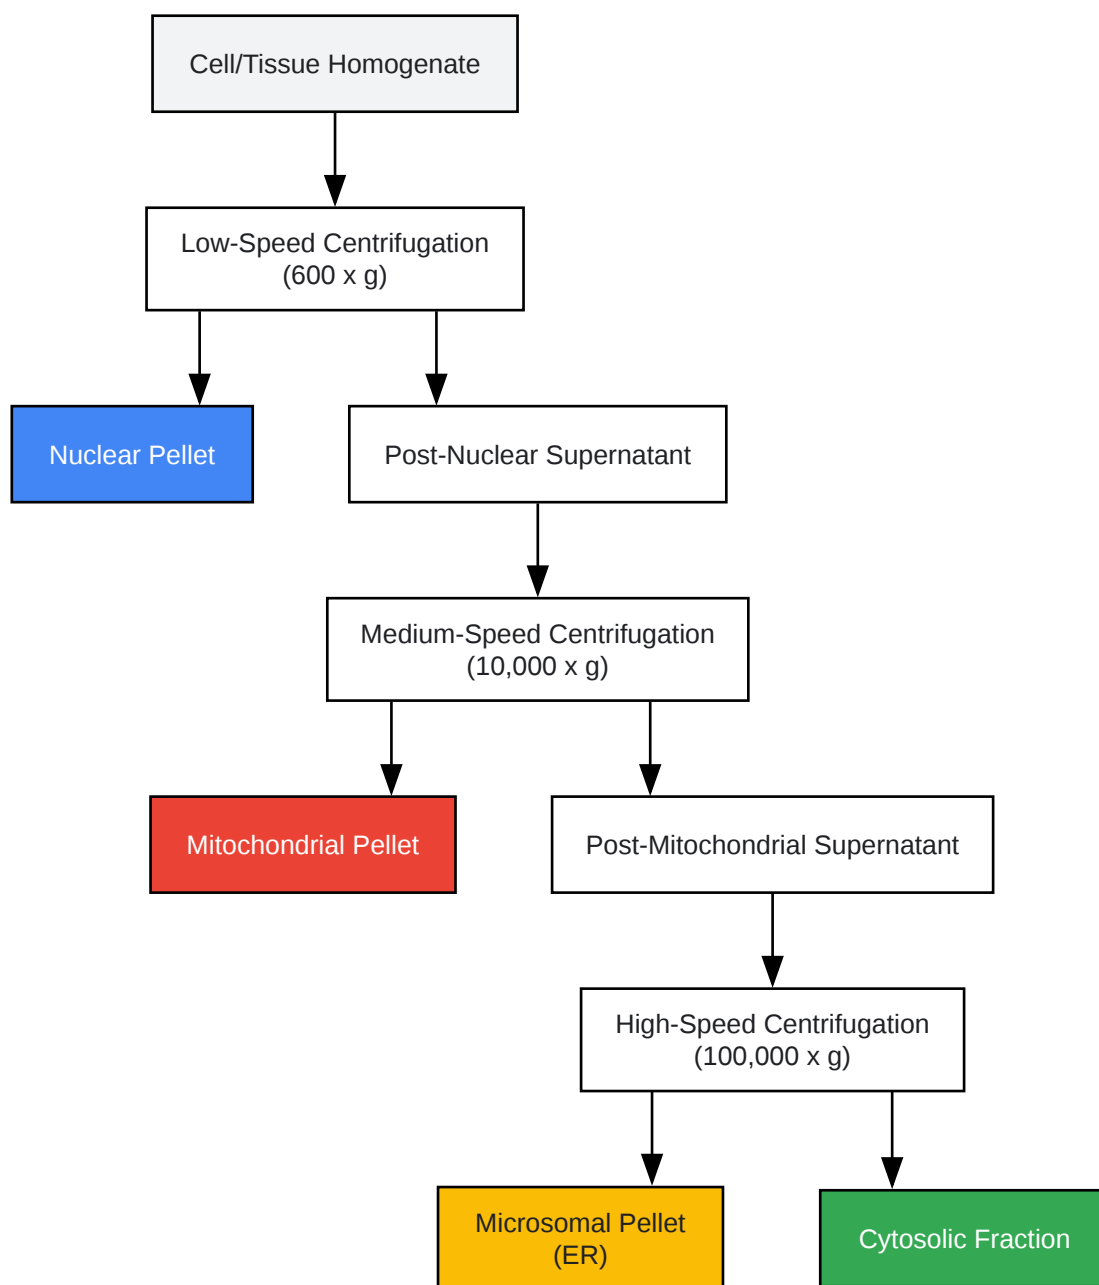 Cell/Tissue Homogenate
Low-Speed Centrifugation
(600 x g)
Nuclear Pellet
Post-Nuclear Supernatant
Medium-Speed Centrifugation
(10,000 x g)
Mitochondrial Pellet
Post-Mitochondrial Supernatant
High-Speed Centrifugation
(100,000 x g)
Microsomal Pellet
(ER)
Cytosolic Fraction